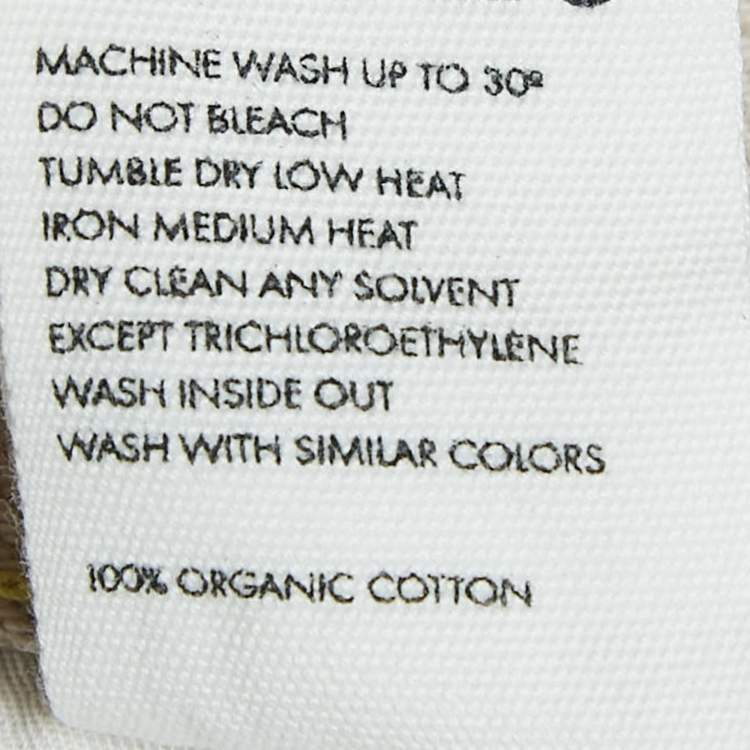 MACHINE WASH UP TO 30º
DO NOT BLEACH
TUMBLE DRY LOW HEAT
IRON MEDIUM HEAT
DRY CLEAN ANY SOLVENT
EXCEPT TRICHLOROETHYLENE
WASH INSIDE OUT
WASH WITH SIMILAR COLORS
100% ORGANIC COTTON